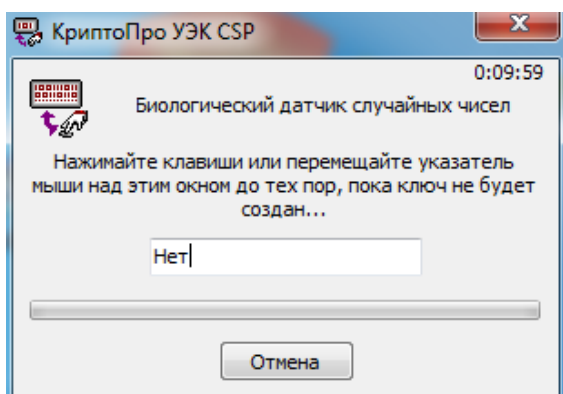 КриптоПро УЭК CSP
0:09:59
Биологический датчик случайных чисел
Нажимайте клавиши или перемещайте указатель
мыши над этим окном до тех пор, пока ключ не будет
создан...
Нет
Отмена